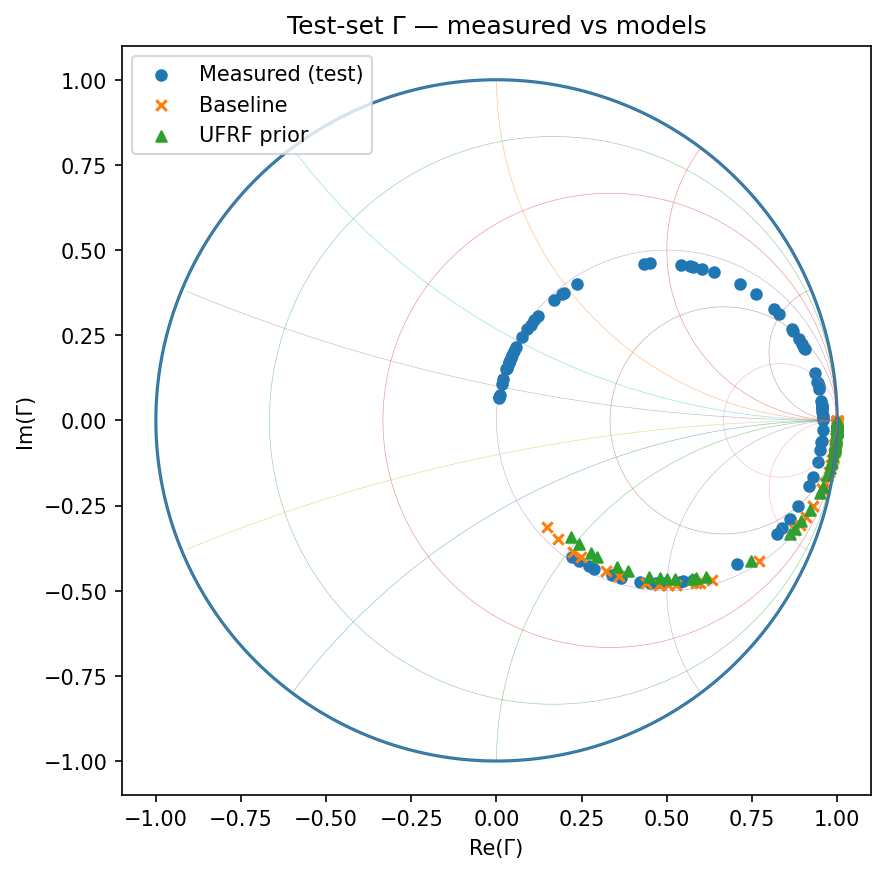 Test-set Γ — measured vs models
Measured (test)
Baseline
UFRF prior
1.00
0.75
0.50
0.25
0.00
−0.25
−0.50
−0.75
−1.00
Im(Γ)
−1.00 −0.75 −0.50 −0.25 0.00 0.25 0.50 0.75 1.00
Re(Γ)